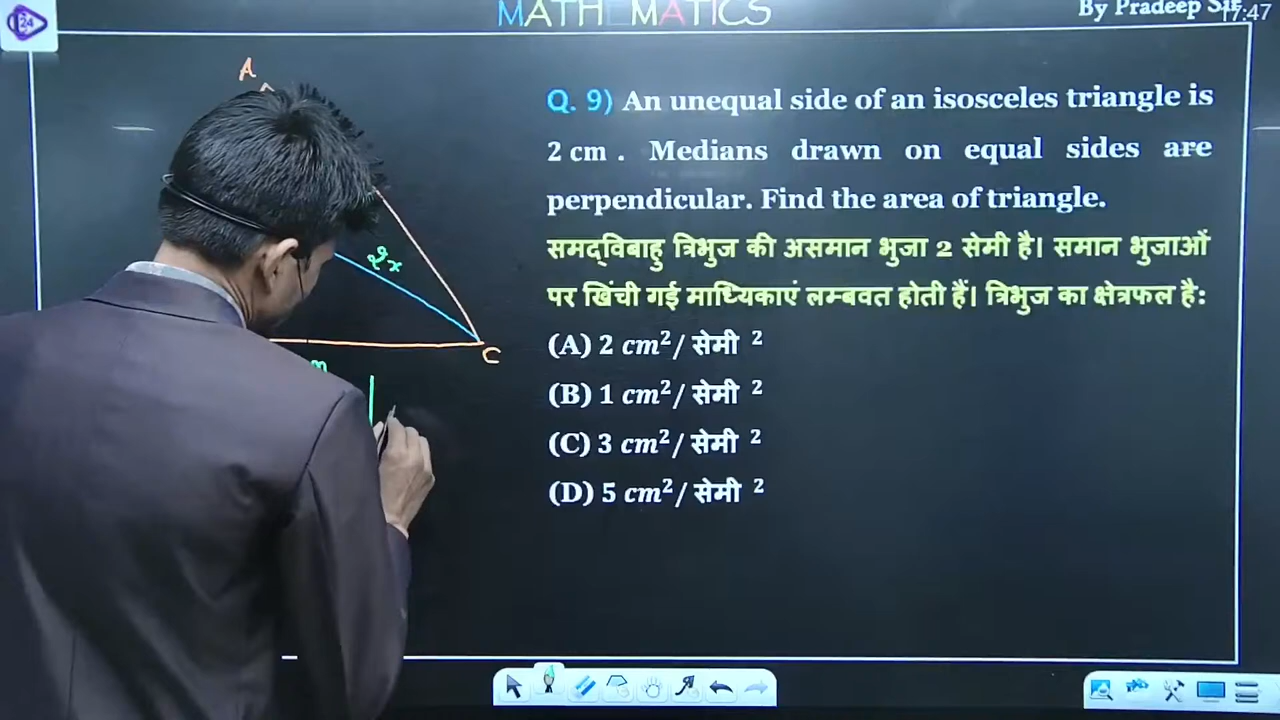 MATHEMATICS
By Pradeep Sir
17:47
24
A
2x
C
Q. 9) An unequal side of an isosceles triangle is
2 cm . Medians drawn on equal sides are
perpendicular. Find the area of triangle.
समद्विबाहु त्रिभुज की असमान भुजा 2 सेमी है। समान भुजाओं
पर खिंची गई माध्यिकाएं लम्बवत होती हैं। त्रिभुज का क्षेत्रफल है:
(A) 2 cm²/ सेमी ²
(B) 1 cm²/ सेमी ²
(C) 3 cm²/ सेमी ²
(D) 5 cm²/ सेमी ²